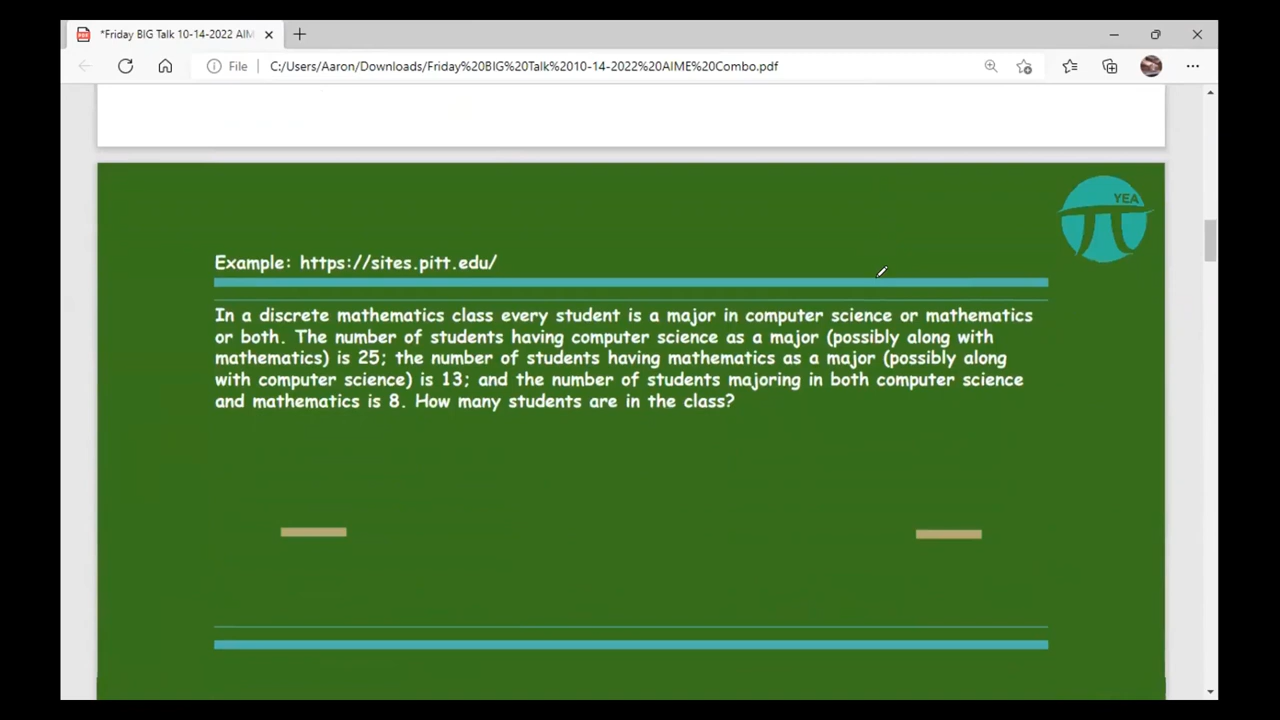 *Friday BIG Talk 10-14-2022 AIM
File
C:/Users/Aaron/Downloads/Friday%20BIG%20Talk%2010-14-2022%20AIME%20Combo.pdf
YEA
Example: https://sites.pitt.edu/
In a discrete mathematics class every student is a major in computer science or mathematics
or both. The number of students having computer science as a major (possibly along with
mathematics) is 25; the number of students having mathematics as a major (possibly along
with computer science) is 13; and the number of students majoring in both computer science
and mathematics is 8. How many students are in the class?